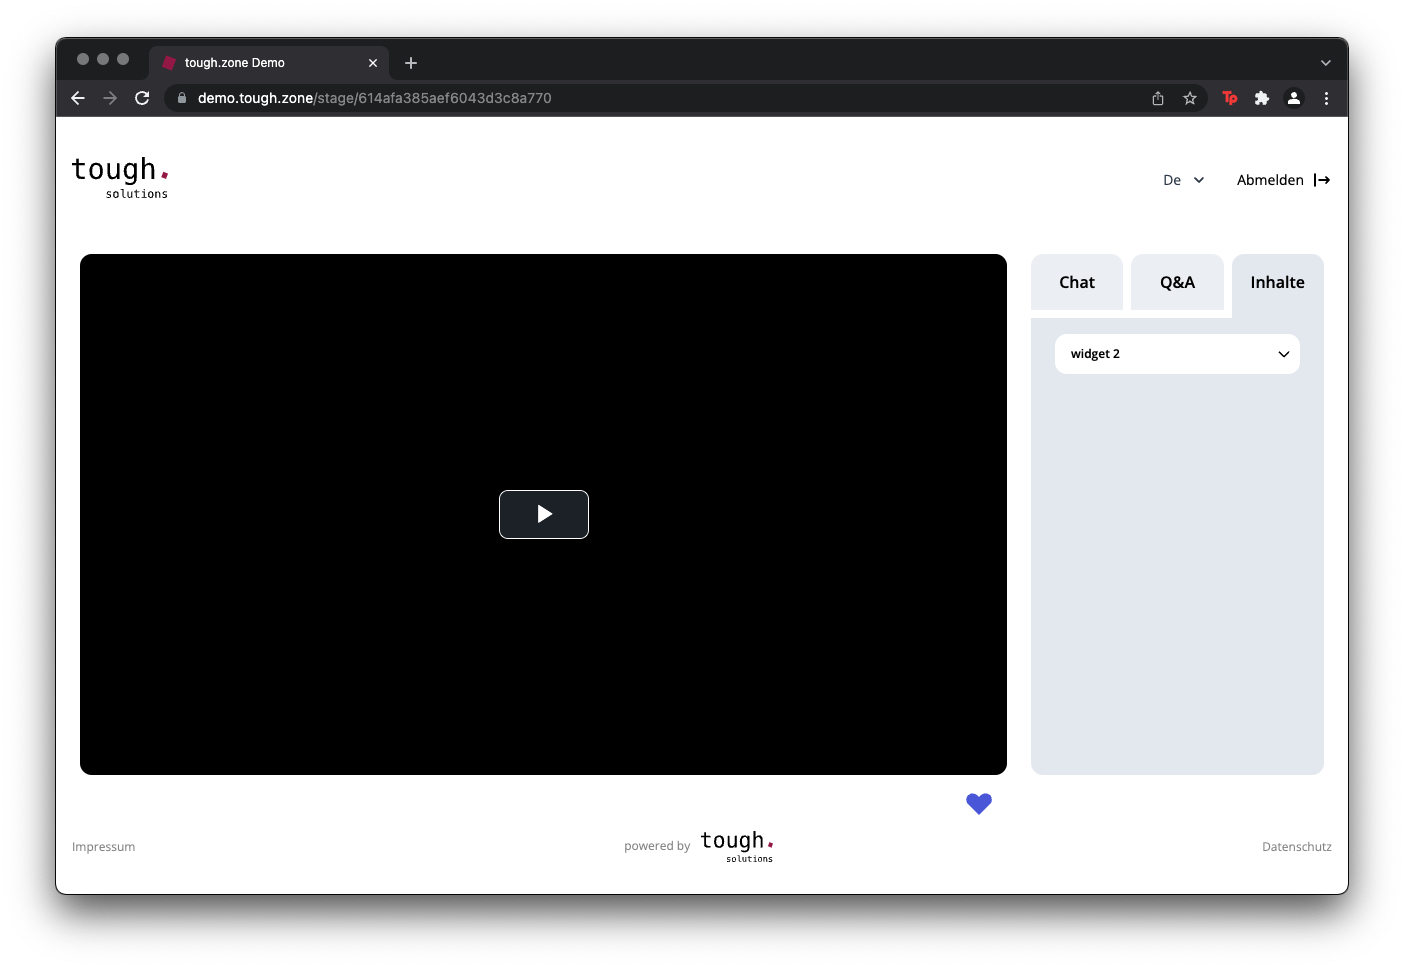 tough.zone Demo
demo.tough.zone/stage/614afa385aef6043d3c8a770
Tp
tough.
solutions
De
Abmelden
Chat
Q&A
Inhalte
widget 2
Impressum
powered by
tough.
solutions
Datenschutz